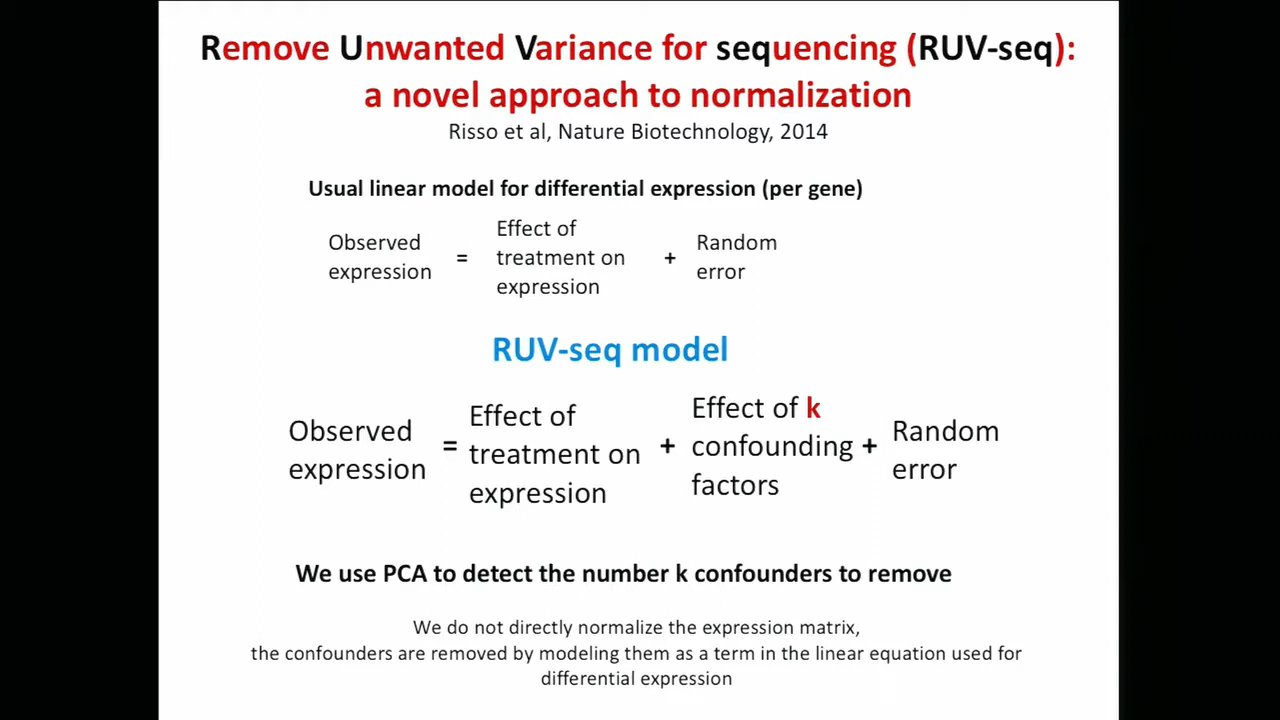 Remove Unwanted Variance for sequencing (RUV-seq):
a novel approach to normalization
Risso et al, Nature Biotechnology, 2014
Usual linear model for differential expression (per gene)
Observed expression = Effect of treatment on expression + Random error
RUV-seq model
Observed expression = Effect of treatment on expression + Effect of k confounding factors + Random error
We use PCA to detect the number k confounders to remove
We do not directly normalize the expression matrix,
the confounders are removed by modeling them as a term in the linear equation used for
differential expression